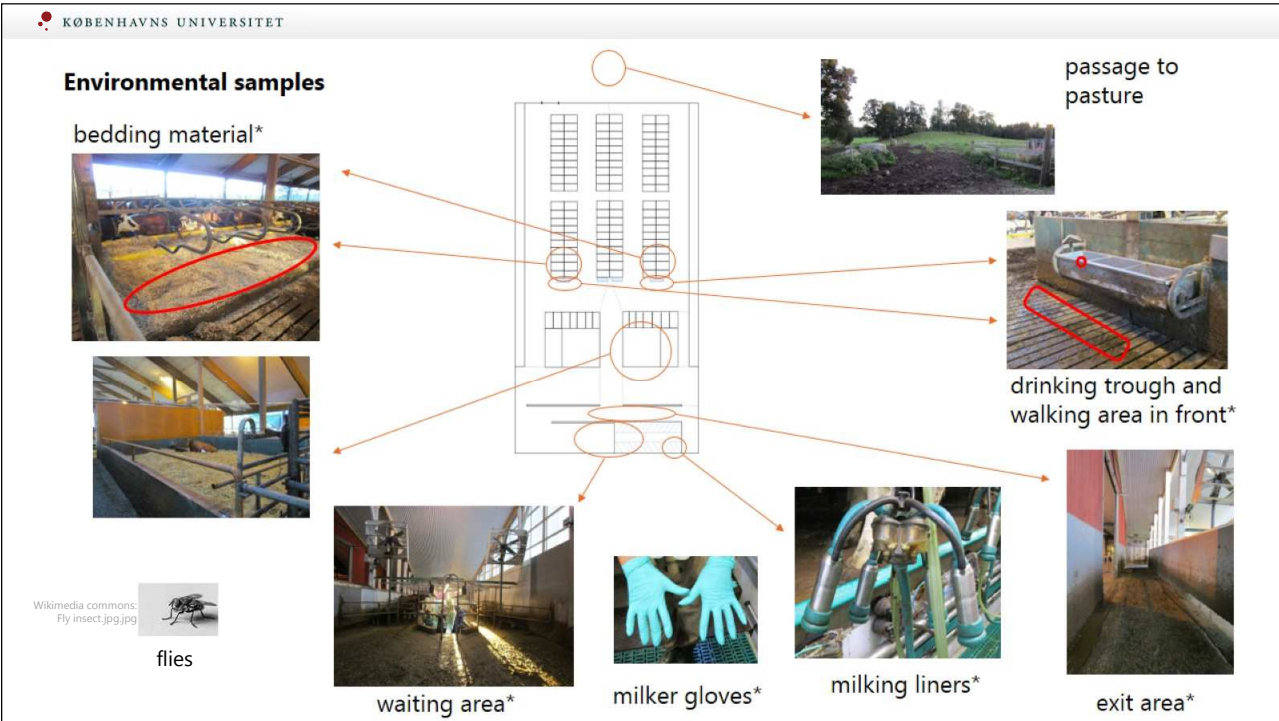 KØBENHAVNS UNIVERSITET
Environmental samples
bedding material*
passage to
pasture
drinking trough and
walking area in front*
Wikimedia commons:
Fly insect.jpg.jpg
flies
waiting area*
milker gloves*
milking liners*
exit area*